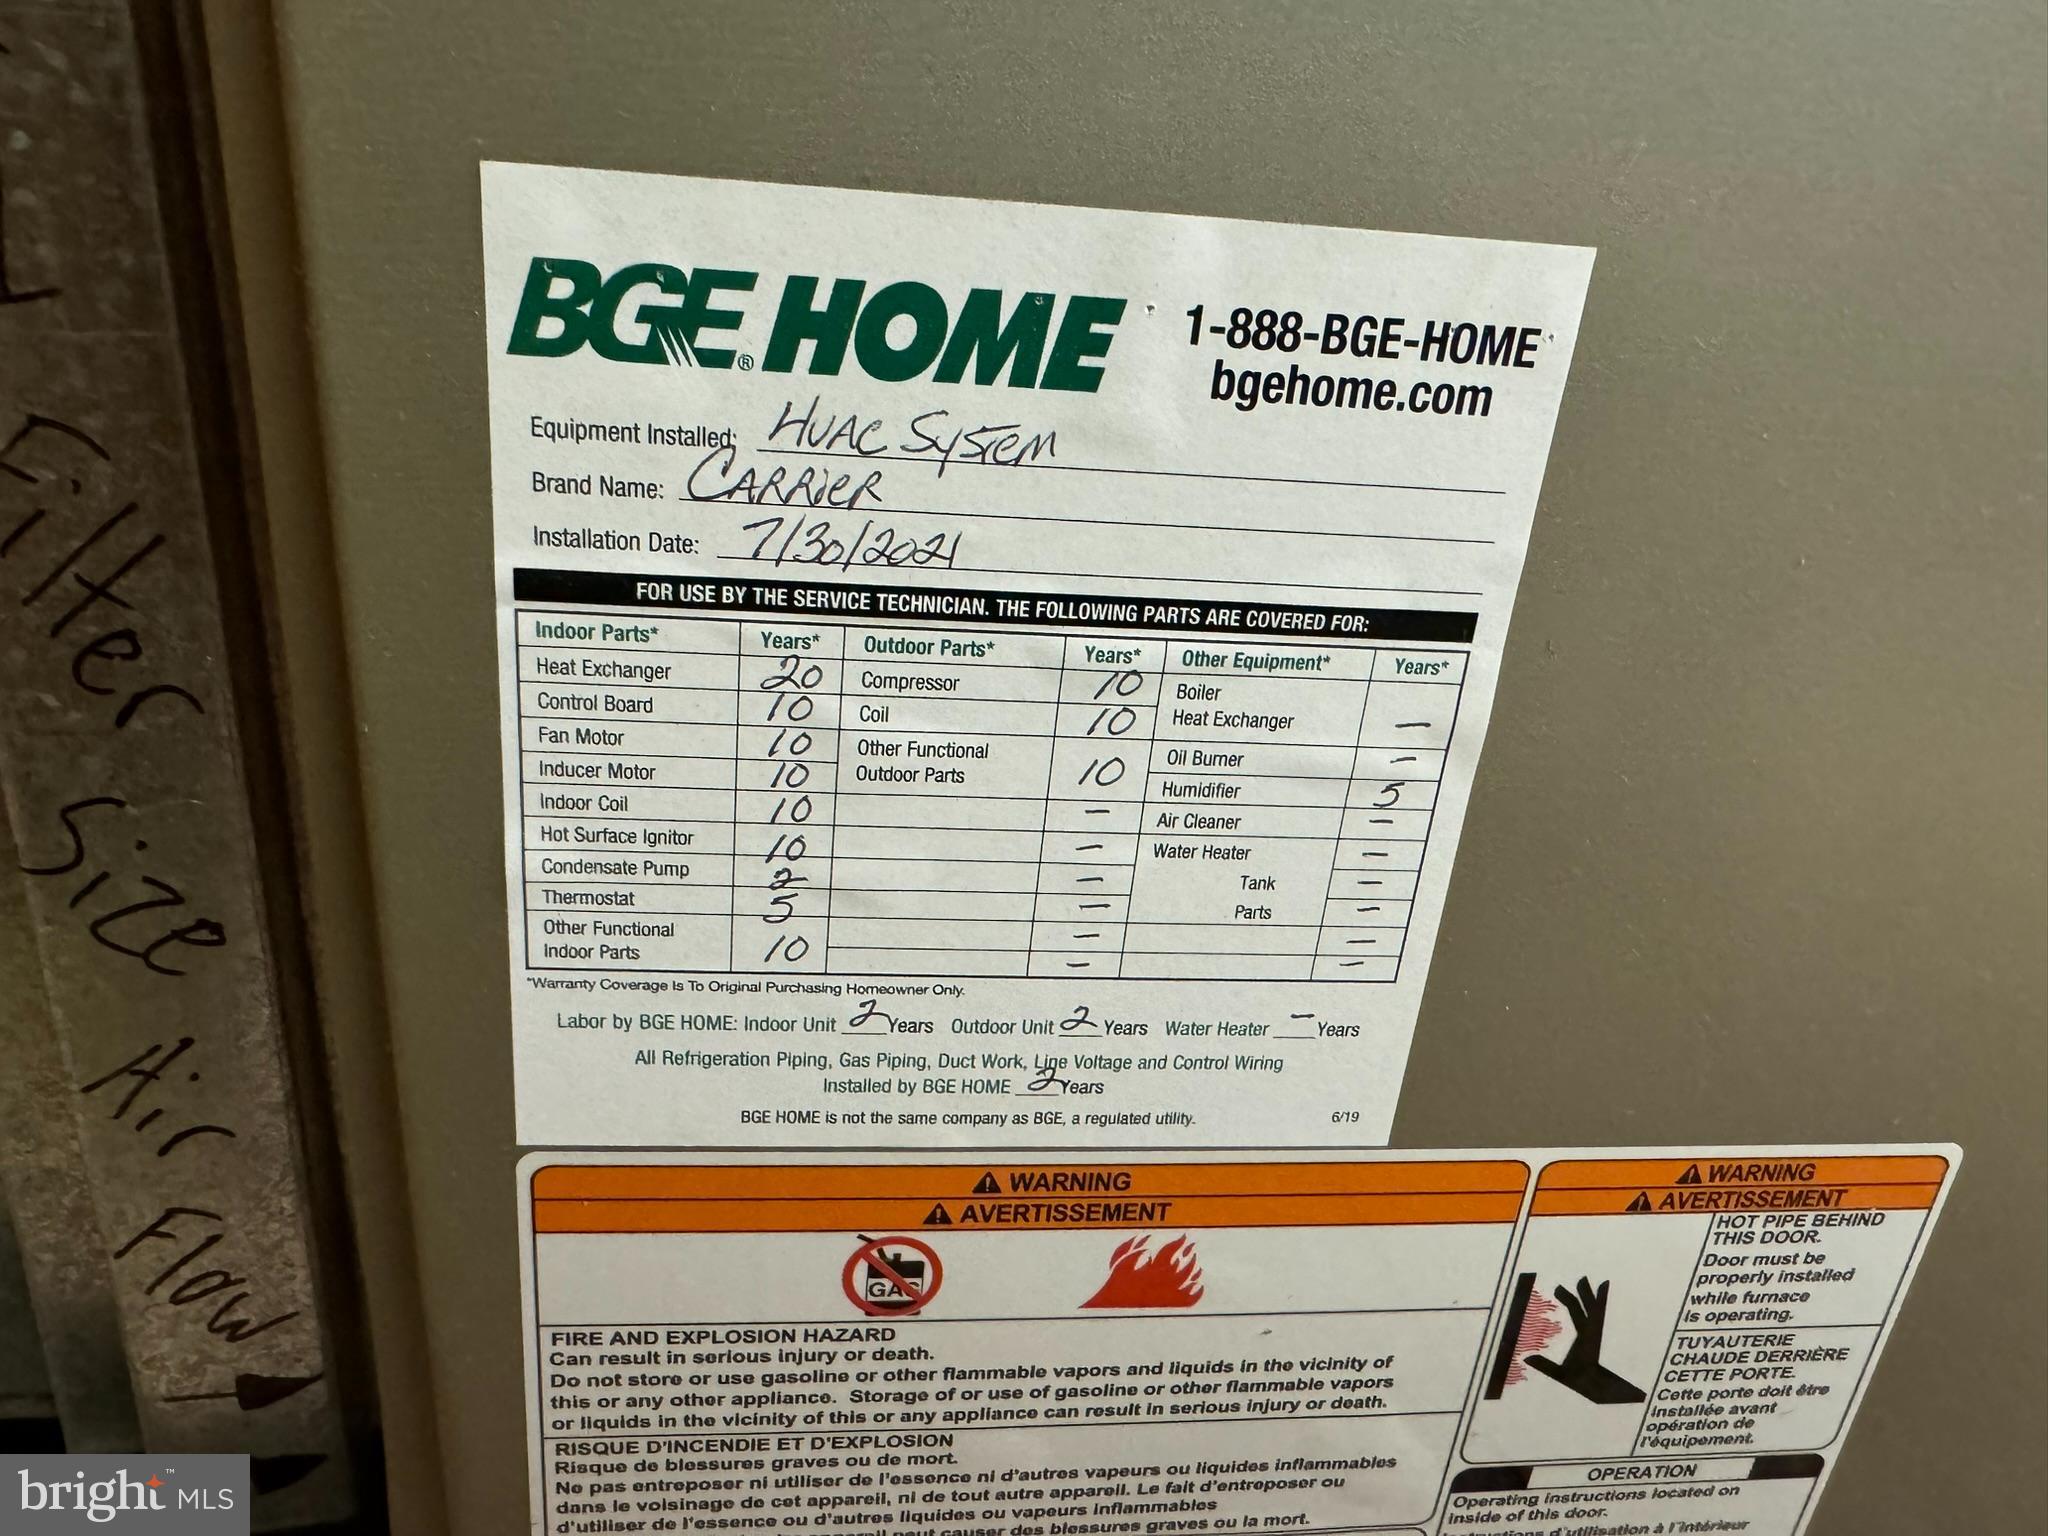 BGE® HOME
1-888-BGE-HOME
bgehome.com
Equipment Installed: HVAC System
Brand Name: CARRieR
Installation Date: 7/30/2021
FOR USE BY THE SERVICE TECHNICIAN. THE FOLLOWING PARTS ARE COVERED FOR:
Indoor Parts* Years* Outdoor Parts* Years* Other Equipment* Years*
Heat Exchanger 20 Compressor 10 Boiler
Control Board 10 Coil 10 Heat Exchanger —
Fan Motor 10 Other Functional Oil Burner –
Inducer Motor 10 Outdoor Parts 10 Humidifier 5
Indoor Coil 10 – Air Cleaner –
Hot Surface Ignitor 10 – Water Heater –
Condensate Pump 2 – Tank –
Thermostat 5 – Parts –
Other Functional – –
Indoor Parts 10 – –
*Warranty Coverage Is To Original Purchasing Homeowner Only.
Labor by BGE HOME: Indoor Unit 2 Years Outdoor Unit 2 Years Water Heater – Years
All Refrigeration Piping, Gas Piping, Duct Work, Line Voltage and Control Wiring
Installed by BGE HOME 2 Years
BGE HOME is not the same company as BGE, a regulated utility. 6/19
Filter
Size
Air
Flow
WARNING
AVERTISSEMENT
GAS
FIRE AND EXPLOSION HAZARD
Can result in serious injury or death.
Do not store or use gasoline or other flammable vapors and liquids in the vicinity of
this or any other appliance. Storage of or use of gasoline or other flammable vapors
or liquids in the vicinity of this or any appliance can result in serious injury or death.
RISQUE D'INCENDIE ET D'EXPLOSION
Risque de blessures graves ou de mort.
No pas entreposer ni utiliser de l'essence ni d'autres vapeurs ou liquides inflammables
dans le voisinage de cet appareil, ni de tout autre appareil. Le fait d'entreposer ou
d'utiliser de l'essence ou d'autres liquides ou vapeurs inflammables
peut causer des blessures graves ou la mort.
WARNING
AVERTISSEMENT
HOT PIPE BEHIND
THIS DOOR.
Door must be
properly installed
while furnace
is operating.
TUYAUTERIE
CHAUDE DERRIÈRE
CETTE PORTE.
Cette porte doit être
installée avant
opération de
l'équipement.
OPERATION
Operating instructions located on
inside of this door.
d'utilisation à l'intérieur
bright™ MLS